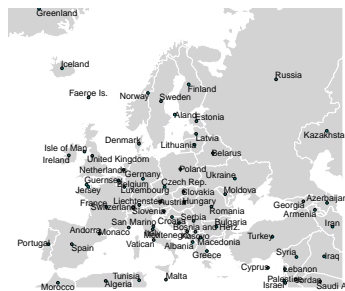 Greenland
Iceland
Faeroe Is.
Norway
Sweden
Finland
Russia
Aland
Estonia
Latvia
Lithuania
Kazakhsta
Denmark
Belarus
Isle of Man
Ireland
United Kingdom
Netherlands
Poland
Germany
Guernsey
Belgium
Czech Rep.
Ukraine
Jersey
Luxembourg
Slovakia
Moldova
France
Liechtenstein
Austria
Hungary
Switzerland
Slovenia
Romania
Croatia
Serbia
Azerbaijan
Georgia
Armenia
San Marino
Bosnia and Herz.
Bulgaria
Andorra
Monaco
Montenegro
Kosovo
Iran
Portugal
Spain
Vatican
Albania
Macedonia
Turkey
Greece
Syria
Iraq
Cyprus
Lebanon
Morocco
Algeria
Tunisia
Malta
Israel
Palestine
Jordan
Saudi A